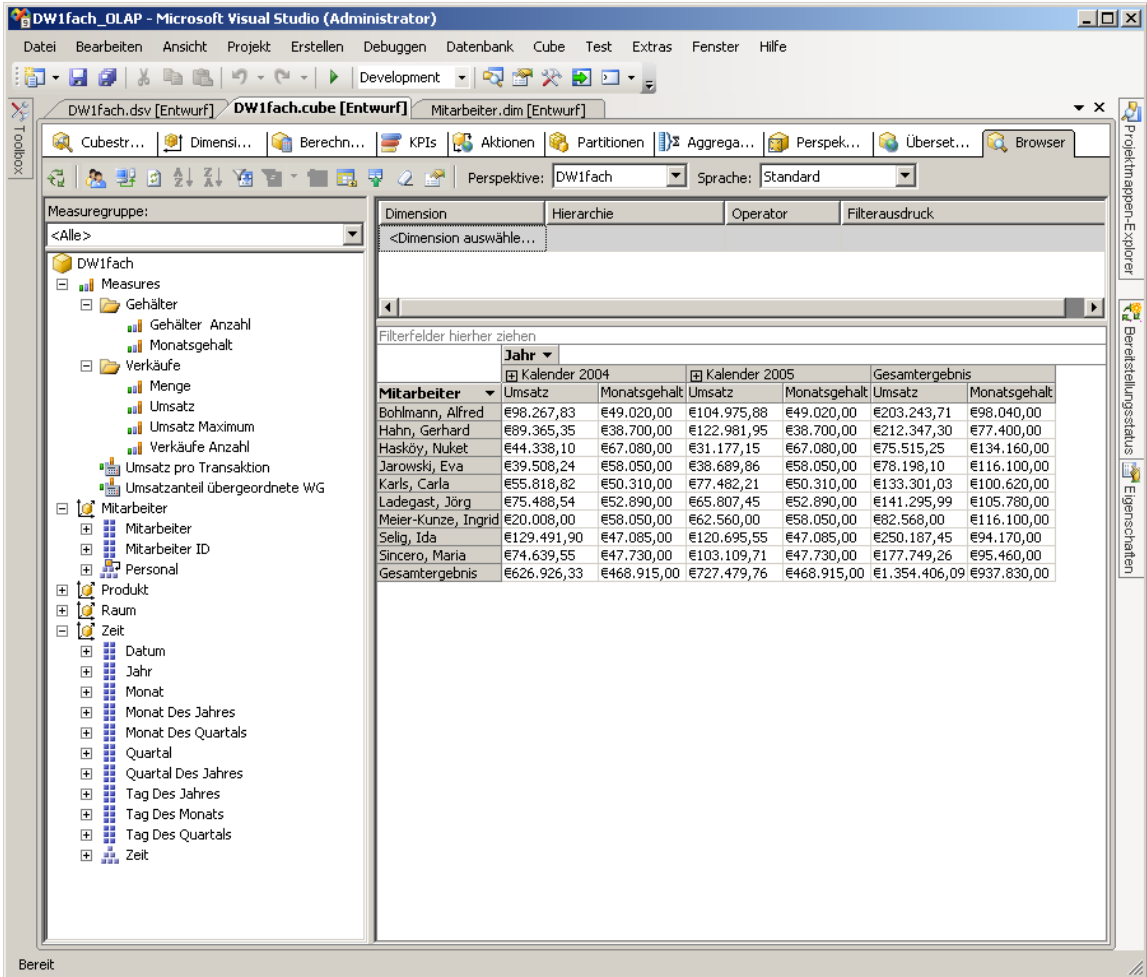 DW1fach_OLAP - Microsoft Visual Studio (Administrator)
Datei Bearbeiten Ansicht Projekt Erstellen Debuggen Datenbank Cube Test Extras Fenster Hilfe
Development
DW1fach.dsv [Entwurf] DW1fach.cube [Entwurf] Mitarbeiter.dim [Entwurf]
Cubestr... Dimensi... Berechn... KPIs Aktionen Partitionen Aggrega... Perspek... Überset... Browser
Perspektive: DW1fach Sprache: Standard
Toolbox
Measuregruppe:
<Alle>
DW1fach
Measures
Gehälter
Gehälter Anzahl
Monatsgehalt
Verkäufe
Menge
Umsatz
Umsatz Maximum
Verkäufe Anzahl
Umsatz pro Transaktion
Umsatzanteil übergeordnete WG
Mitarbeiter
Mitarbeiter
Mitarbeiter ID
Personal
Produkt
Raum
Zeit
Datum
Jahr
Monat
Monat Des Jahres
Monat Des Quartals
Quartal
Quartal Des Jahres
Tag Des Jahres
Tag Des Monats
Tag Des Quartals
Zeit
Dimension Hierarchie Operator Filterausdruck
<Dimension auswähle...
Filterfelder hierher ziehen
Jahr
Kalender 2004 Kalender 2005 Gesamtergebnis
Mitarbeiter Umsatz Monatsgehalt Umsatz Monatsgehalt Umsatz Monatsgehalt
Bohlmann, Alfred €98.267,83 €49.020,00 €104.975,88 €49.020,00 €203.243,71 €98.040,00
Hahn, Gerhard €89.365,35 €38.700,00 €122.981,95 €38.700,00 €212.347,30 €77.400,00
Hasköy, Nuket €44.338,10 €67.080,00 €31.177,15 €67.080,00 €75.515,25 €134.160,00
Jarowski, Eva €39.508,24 €58.050,00 €38.689,86 €58.050,00 €78.198,10 €116.100,00
Karls, Carla €55.818,82 €50.310,00 €77.482,21 €50.310,00 €133.301,03 €100.620,00
Ladegast, Jörg €75.488,54 €52.890,00 €65.807,45 €52.890,00 €141.295,99 €105.780,00
Meier-Kunze, Ingrid €20.008,00 €58.050,00 €62.560,00 €58.050,00 €82.568,00 €116.100,00
Selig, Ida €129.491,90 €47.085,00 €120.695,55 €47.085,00 €250.187,45 €94.170,00
Sincero, Maria €74.639,55 €47.730,00 €103.109,71 €47.730,00 €177.749,26 €95.460,00
Gesamtergebnis €626.926,33 €468.915,00 €727.479,76 €468.915,00 €1.354.406,09 €937.830,00
Projektmappen-Explorer
Bereitstellungsstatus
Eigenschaften
Bereit